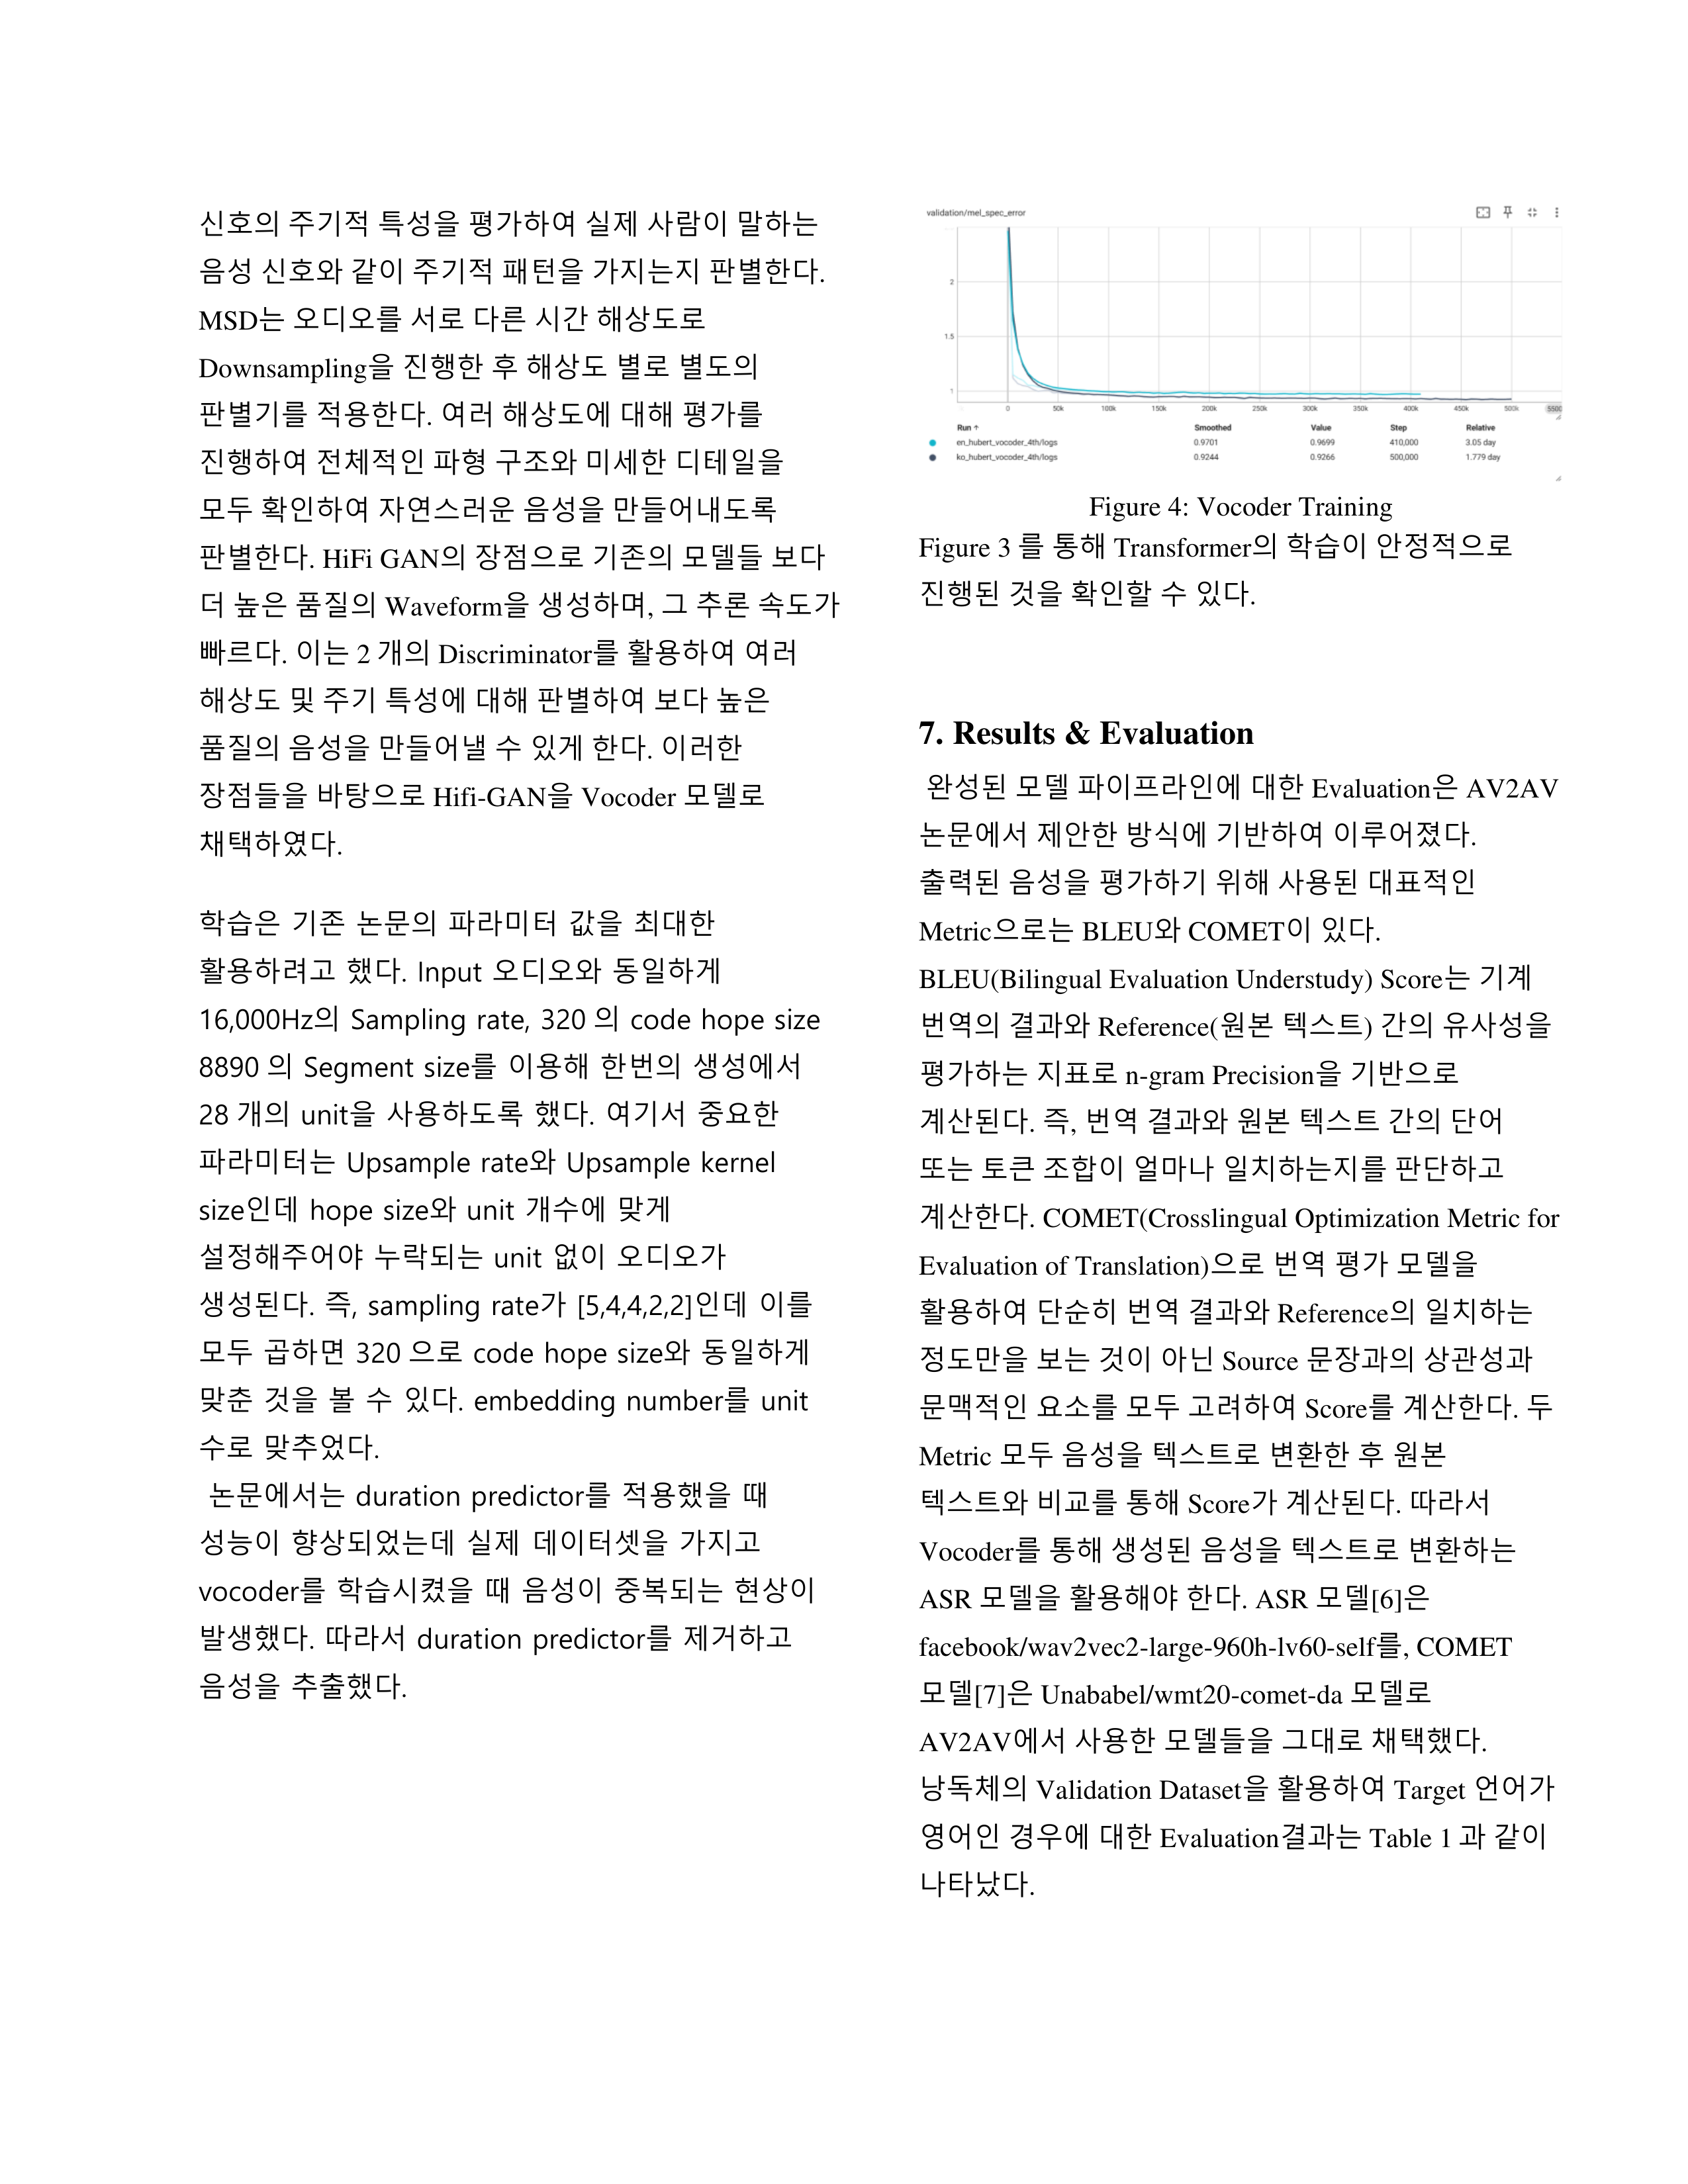 신호의 주기적 특성을 평가하여 실제 사람이 말하는
음성 신호와 같이 주기적 패턴을 가지는지 판별한다.
MSD는 오디오를 서로 다른 시간 해상도로
Downsampling을 진행한 후 해상도 별로 별도의
판별기를 적용한다. 여러 해상도에 대해 평가를
진행하여 전체적인 파형 구조와 미세한 디테일을
모두 확인하여 자연스러운 음성을 만들어내도록
판별한다. HiFi GAN의 장점으로 기존의 모델들 보다
더 높은 품질의 Waveform을 생성하며, 그 추론 속도가
빠르다. 이는 2 개의 Discriminator를 활용하여 여러
해상도 및 주기 특성에 대해 판별하여 보다 높은
품질의 음성을 만들어낼 수 있게 한다. 이러한
장점들을 바탕으로 Hifi-GAN을 Vocoder 모델로
채택하였다.
학습은 기존 논문의 파라미터 값을 최대한
활용하려고 했다. Input 오디오와 동일하게
16,000Hz의 Sampling rate, 320 의 code hope size
8890 의 Segment size를 이용해 한번의 생성에서
28 개의 unit을 사용하도록 했다. 여기서 중요한
파라미터는 Upsample rate와 Upsample kernel
size인데 hope size와 unit 개수에 맞게
설정해주어야 누락되는 unit 없이 오디오가
생성된다. 즉, sampling rate가 [5,4,4,2,2]인데 이를
모두 곱하면 320 으로 code hope size와 동일하게
맞춘 것을 볼 수 있다. embedding number를 unit
수로 맞추었다.
논문에서는 duration predictor를 적용했을 때
성능이 향상되었는데 실제 데이터셋을 가지고
vocoder를 학습시켰을 때 음성이 중복되는 현상이
발생했다. 따라서 duration predictor를 제거하고
음성을 추출했다.
validation/mel_spec_error
2
1.5
1
0 50k 100k 150k 200k 250k 300k 350k 400k 450k 500k 5500
Run ↑ Smoothed Value Step Relative
en_hubert_vocoder_4th/logs 0.9701 0.9699 410,000 3.05 day
ko_hubert_vocoder_4th/logs 0.9244 0.9266 500,000 1.779 day
Figure 4: Vocoder Training
Figure 3 를 통해 Transformer의 학습이 안정적으로
진행된 것을 확인할 수 있다.
7. Results & Evaluation
완성된 모델 파이프라인에 대한 Evaluation은 AV2AV
논문에서 제안한 방식에 기반하여 이루어졌다.
출력된 음성을 평가하기 위해 사용된 대표적인
Metric으로는 BLEU와 COMET이 있다.
BLEU(Bilingual Evaluation Understudy) Score는 기계
번역의 결과와 Reference(원본 텍스트) 간의 유사성을
평가하는 지표로 n-gram Precision을 기반으로
계산된다. 즉, 번역 결과와 원본 텍스트 간의 단어
또는 토큰 조합이 얼마나 일치하는지를 판단하고
계산한다. COMET(Crosslingual Optimization Metric for
Evaluation of Translation)으로 번역 평가 모델을
활용하여 단순히 번역 결과와 Reference의 일치하는
정도만을 보는 것이 아닌 Source 문장과의 상관성과
문맥적인 요소를 모두 고려하여 Score를 계산한다. 두
Metric 모두 음성을 텍스트로 변환한 후 원본
텍스트와 비교를 통해 Score가 계산된다. 따라서
Vocoder를 통해 생성된 음성을 텍스트로 변환하는
ASR 모델을 활용해야 한다. ASR 모델[6]은
facebook/wav2vec2-large-960h-lv60-self를, COMET
모델[7]은 Unababel/wmt20-comet-da 모델로
AV2AV에서 사용한 모델들을 그대로 채택했다.
낭독체의 Validation Dataset을 활용하여 Target 언어가
영어인 경우에 대한 Evaluation결과는 Table 1 과 같이
나타났다.